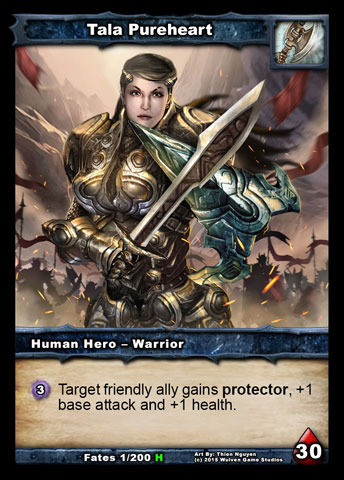 Tala Pureheart
Human Hero – Warrior
3 Target friendly ally gains protector, +1
base attack and +1 health.
Fates 1/200 H
Art By: Thien Nguyen
(c) 2015 Wulven Game Studios
30